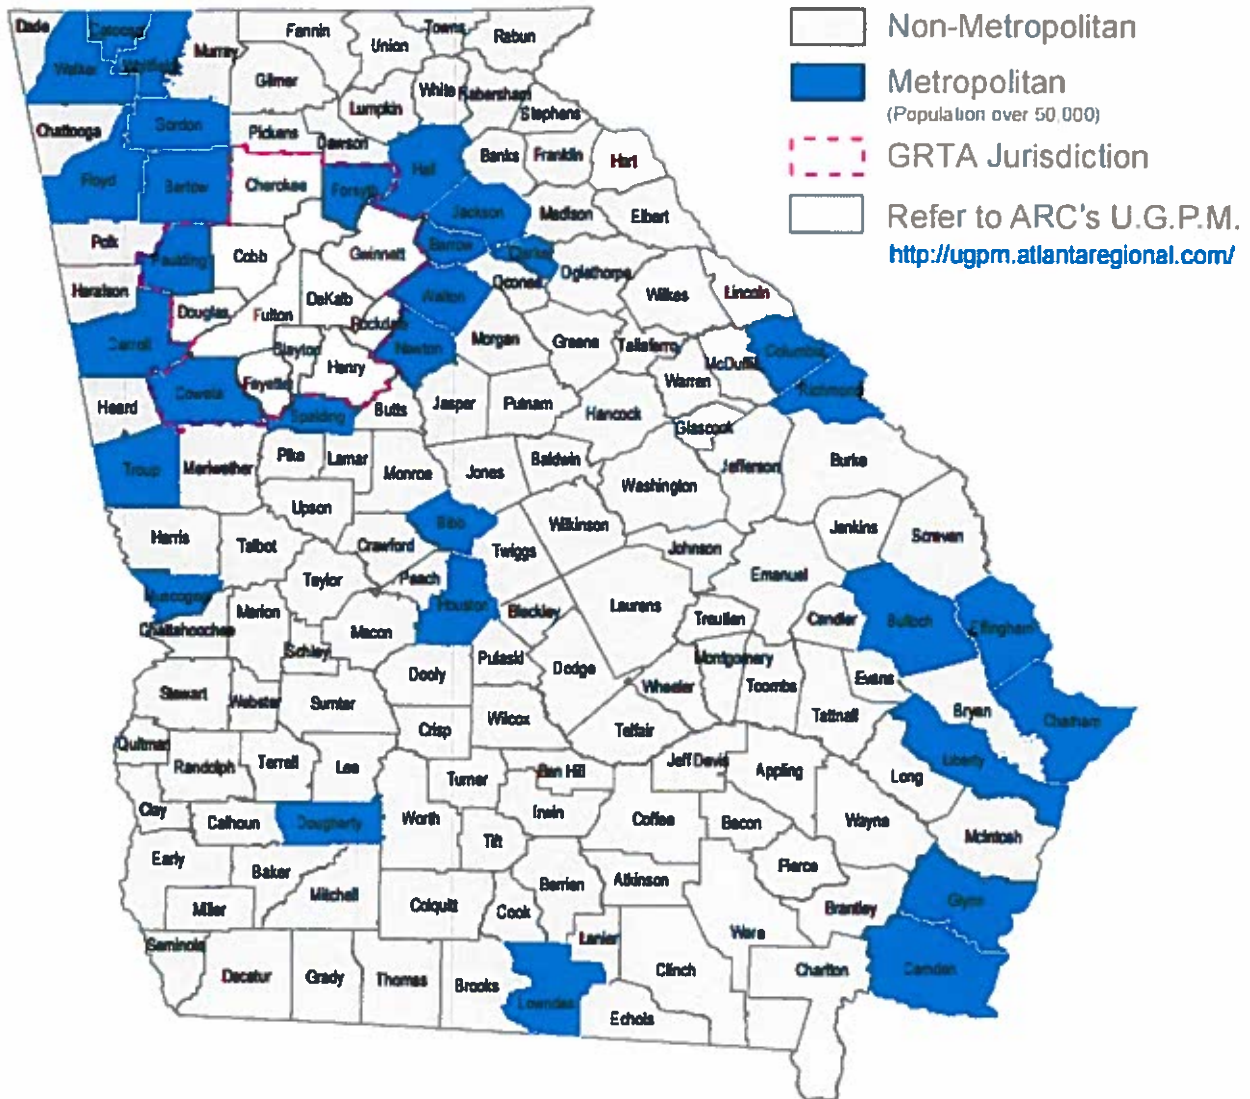 Non-Metropolitan
Metropolitan
(Population over 50,000)
GRTA Jurisdiction
Refer to ARC's U.G.P.M.
http://ugpm.atlantaregional.com/
Dade
Catoosa
Walker
Whitfield
Murray
Fannin
Union
Towns
Rabun
Gilmer
White
Habersham
Lumpkin
Stephens
Chattooga
Gordon
Pickens
Dawson
Banks
Franklin
Hart
Floyd
Bartow
Cherokee
Forsyth
Hall
Jackson
Madison
Elbert
Polk
Paulding
Cobb
Gwinnett
Barrow
Clarke
Oconee
Oglethorpe
Haralson
Douglas
Fulton
DeKalb
Rockdale
Walton
Wilkes
Lincoln
Carroll
Clayton
Henry
Newton
Morgan
Greene
Taliaferro
McDuffie
Columbia
Coweta
Fayette
Warren
Richmond
Heard
Spalding
Butts
Jasper
Putnam
Hancock
Glascock
Troup
Meriwether
Pike
Lamar
Monroe
Jones
Baldwin
Washington
Jefferson
Burke
Upson
Bibb
Wilkinson
Jenkins
Screven
Harris
Talbot
Crawford
Twiggs
Johnson
Emanuel
Taylor
Peach
Muscogee
Marion
Houston
Bleckley
Laurens
Treutlen
Candler
Bulloch
Effingham
Chattahoochee
Schley
Macon
Pulaski
Dodge
Montgomery
Stewart
Webster
Sumter
Dooly
Wheeler
Toombs
Evans
Crisp
Wilcox
Telfair
Tattnall
Bryan
Chatham
Quitman
Randolph
Terrell
Lee
Turner
Ben Hill
Jeff Davis
Appling
Long
Liberty
Clay
Calhoun
Dougherty
Worth
Irwin
Coffee
Bacon
Wayne
McIntosh
Early
Baker
Tift
Pierce
Miller
Mitchell
Colquitt
Berrien
Atkinson
Cook
Brantley
Glynn
Seminole
Lanier
Ware
Decatur
Grady
Thomas
Brooks
Lowndes
Clinch
Charlton
Camden
Echols